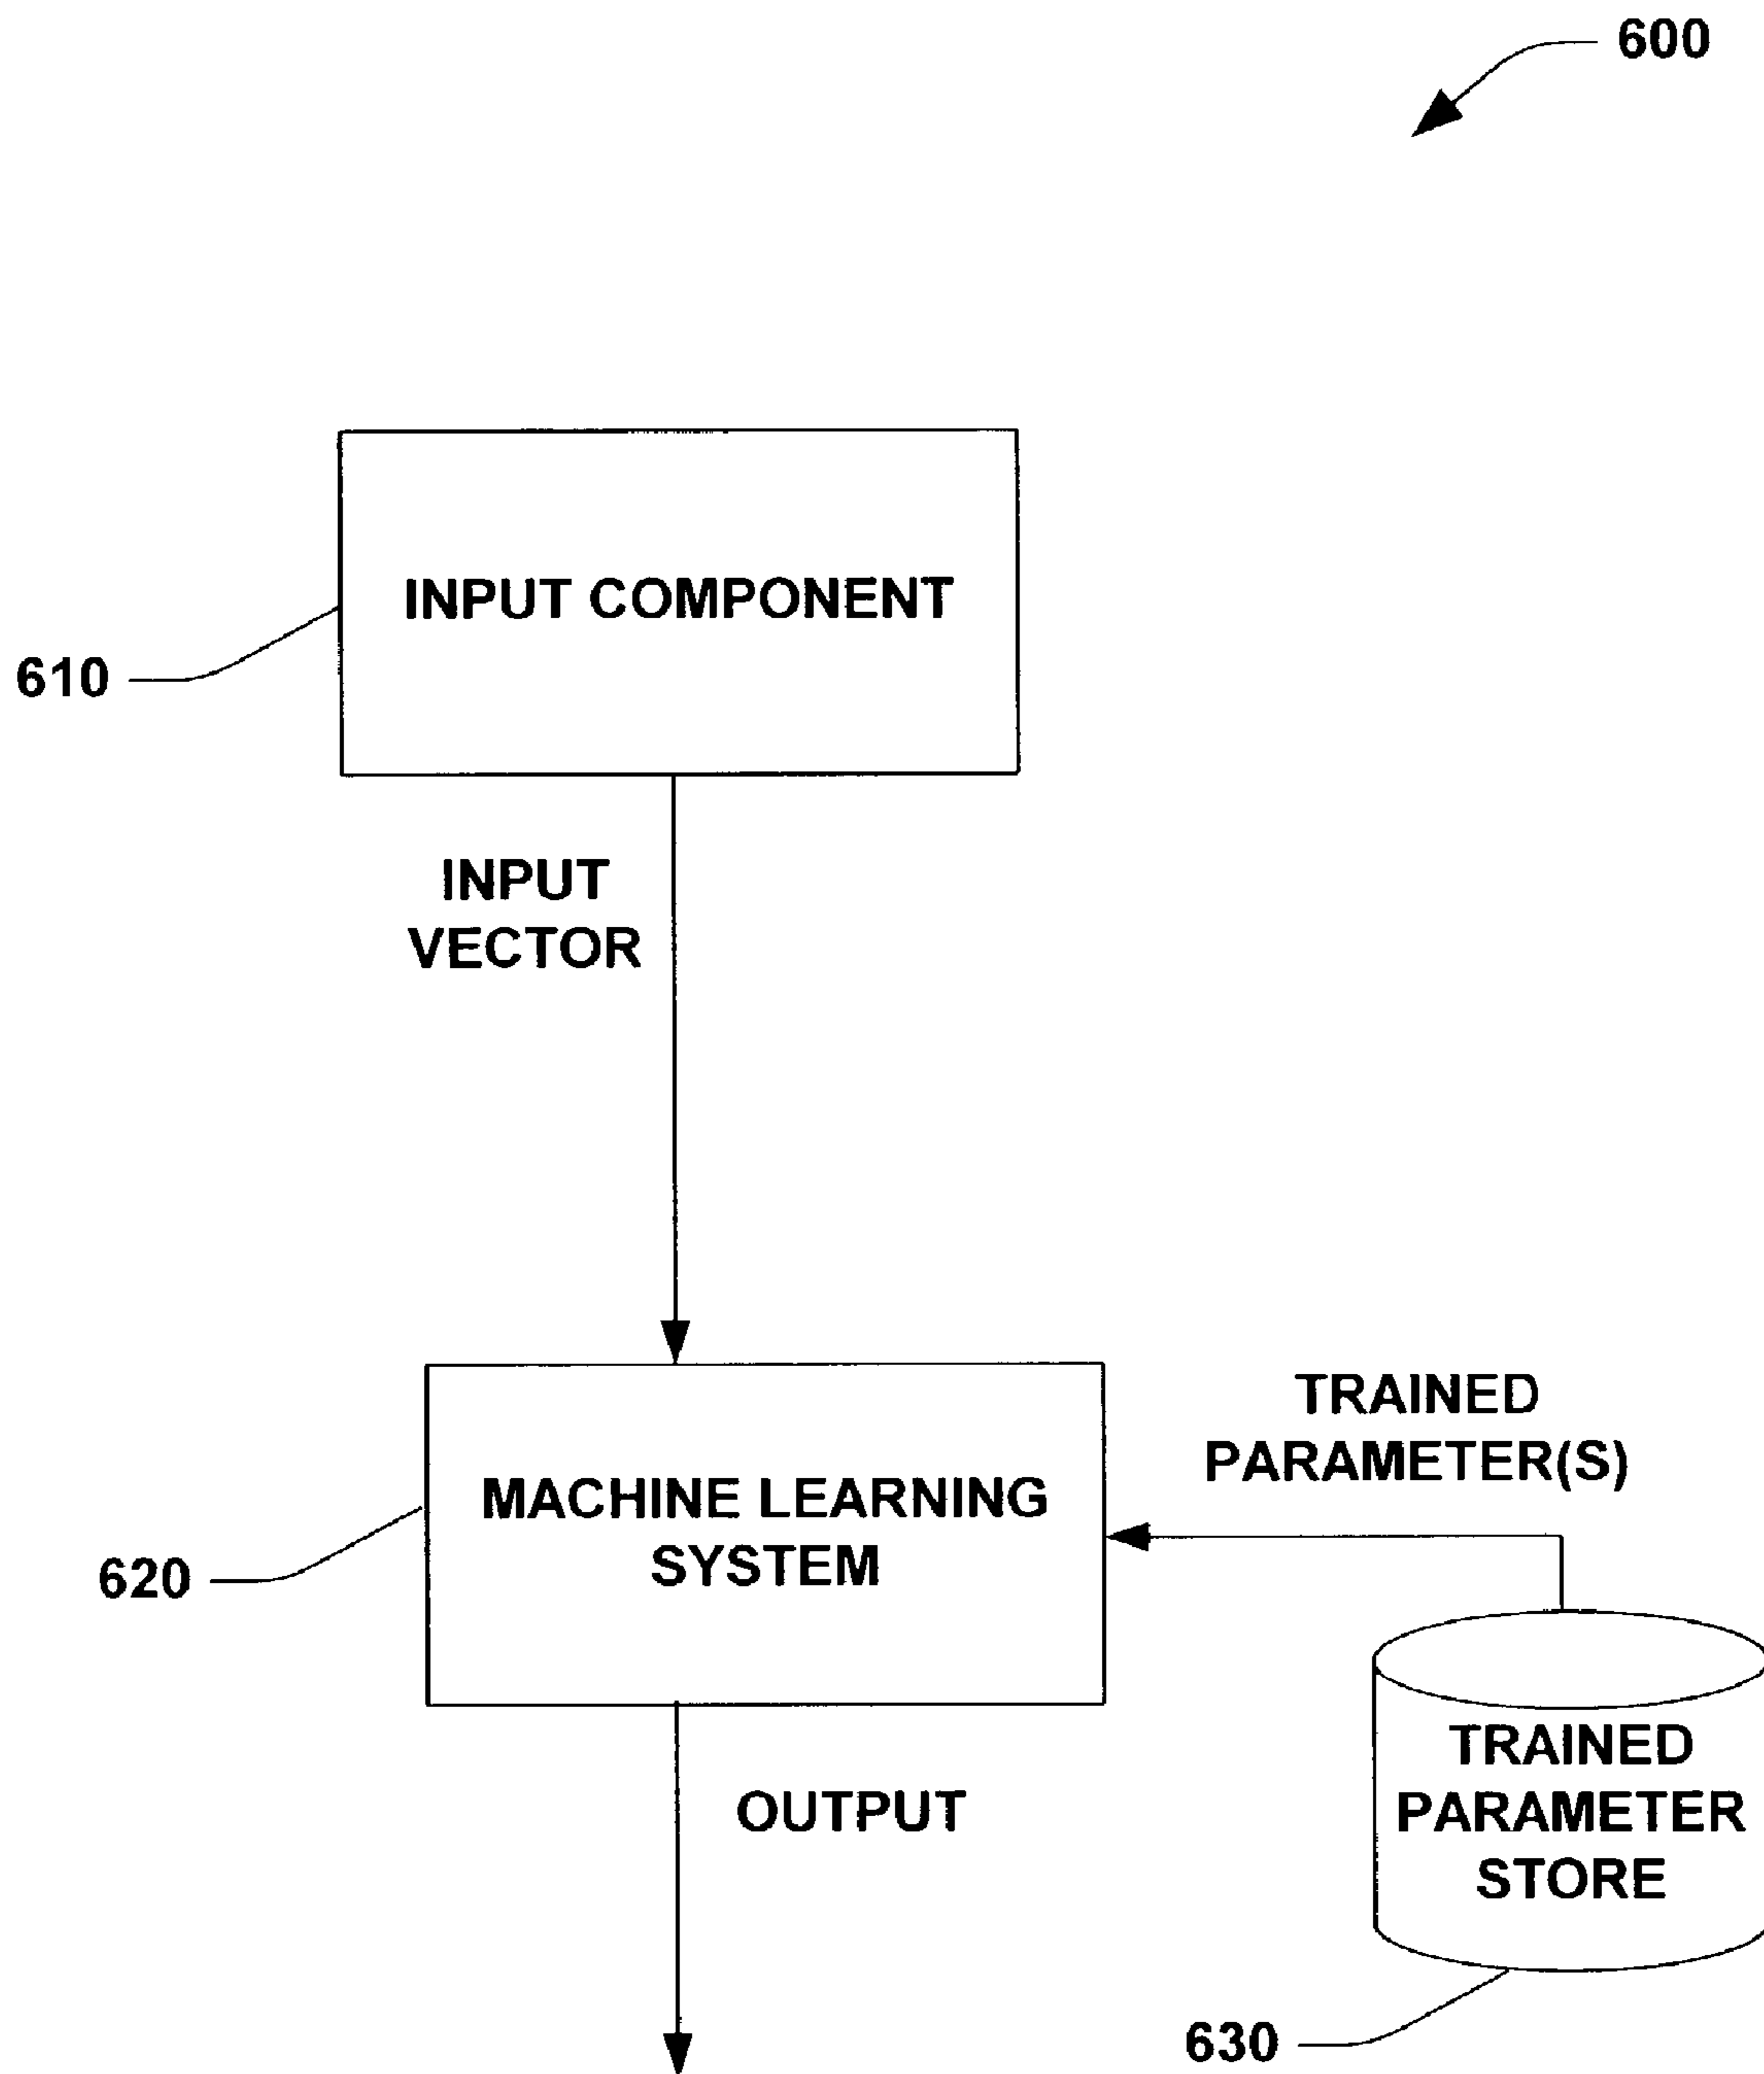 600
INPUT COMPONENT
610
INPUT
VECTOR
TRAINED
PARAMETER(S)
MACHINE LEARNING
SYSTEM
620
TRAINED
PARAMETER
STORE
OUTPUT
630